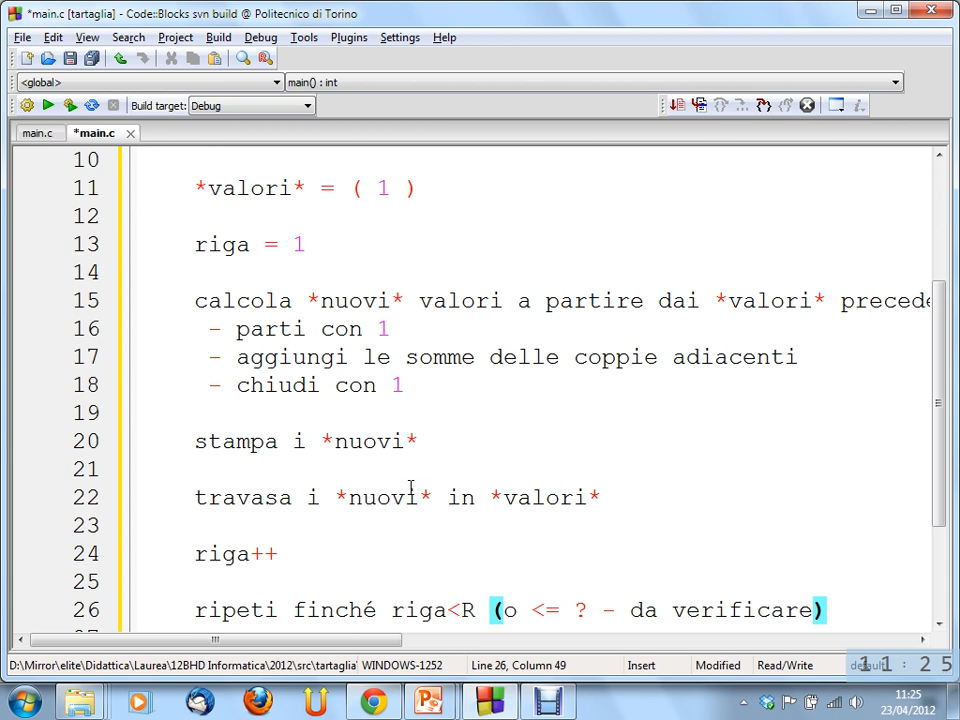 *main.c [tartaglia] - Code::Blocks svn build @ Politecnico di Torino
File Edit View Search Project Build Debug Tools Plugins Settings Help
<global> main() : int
Build target: Debug
main.c *main.c
10
11 *valori* = ( 1 )
12
13 riga = 1
14
15 calcola *nuovi* valori a partire dai *valori* precede
16 - parti con 1
17 - aggiungi le somme delle coppie adiacenti
18 - chiudi con 1
19
20 stampa i *nuovi*
21
22 travasa i *nuovi* in *valori*
23
24 riga++
25
26 ripeti finché riga<R (o <= ? - da verificare)
D:\Mirror\elite\Didattica\Laurea\12BHD Informatica\2012\src\tartaglia\ WINDOWS-1252 Line 26, Column 49 Insert Modified Read/Write default
11:25
11:25
23/04/2012